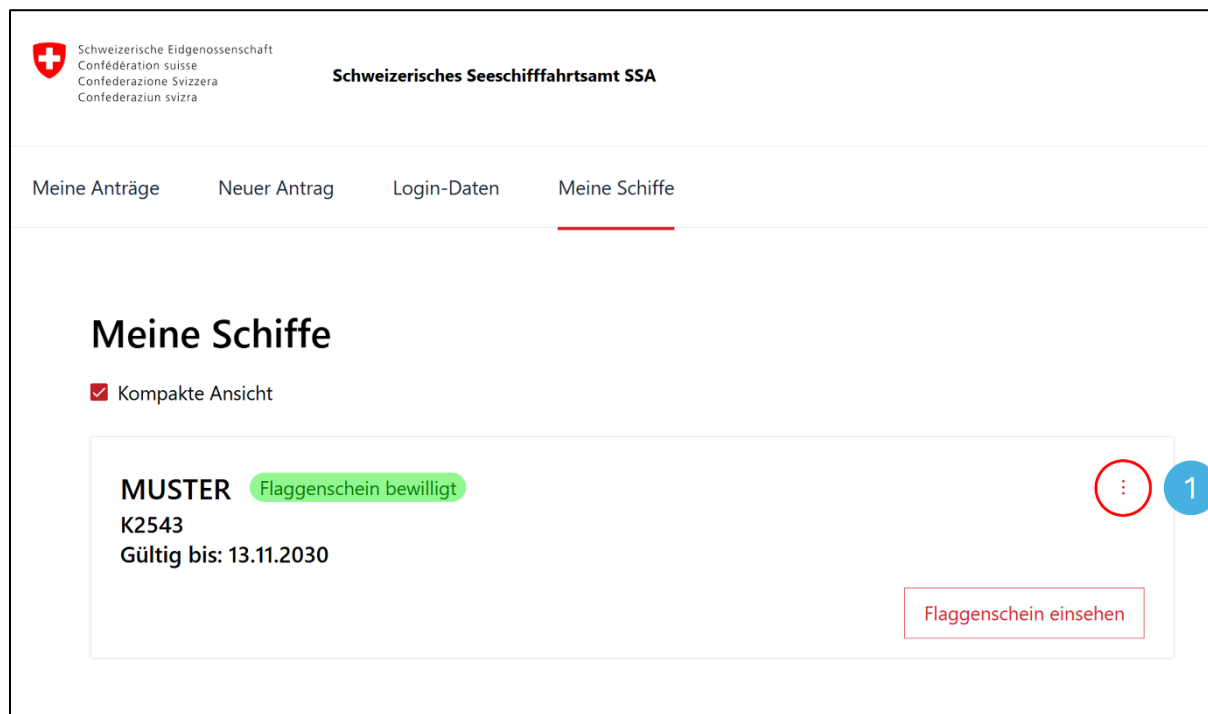 Schweizerische Eidgenossenschaft
Confédération suisse
Confederazione Svizzera
Confederaziun svizra
Schweizerisches Seeschifffahrtsamt SSA
Meine Anträge Neuer Antrag Login-Daten Meine Schiffe
Meine Schiffe
Kompakte Ansicht
MUSTER Flaggenschein bewilligt
1
K2543
Gültig bis: 13.11.2030
Flaggenschein einsehen